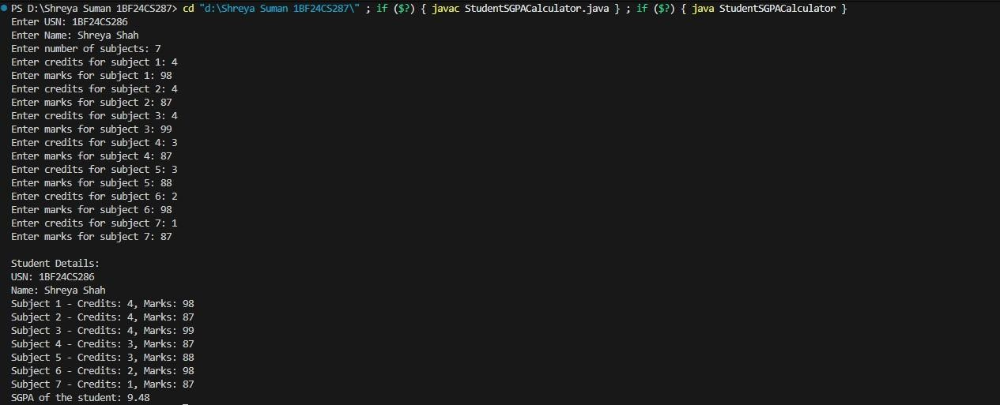 PS D:\Shreya Suman 1BF24CS287> cd "d:\Shreya Suman 1BF24CS287\" ; if ($?) { javac StudentSGPACalculator.java } ; if ($?) { java StudentSGPACalculator }
Enter USN: 1BF24CS286
Enter Name: Shreya Shah
Enter number of subjects: 7
Enter credits for subject 1: 4
Enter marks for subject 1: 98
Enter credits for subject 2: 4
Enter marks for subject 2: 87
Enter credits for subject 3: 4
Enter marks for subject 3: 99
Enter credits for subject 4: 3
Enter marks for subject 4: 87
Enter credits for subject 5: 3
Enter marks for subject 5: 88
Enter credits for subject 6: 2
Enter marks for subject 6: 98
Enter credits for subject 7: 1
Enter marks for subject 7: 87
Student Details:
USN: 1BF24CS286
Name: Shreya Shah
Subject 1 - Credits: 4, Marks: 98
Subject 2 - Credits: 4, Marks: 87
Subject 3 - Credits: 4, Marks: 99
Subject 4 - Credits: 3, Marks: 87
Subject 5 - Credits: 3, Marks: 88
Subject 6 - Credits: 2, Marks: 98
Subject 7 - Credits: 1, Marks: 87
SGPA of the student: 9.48